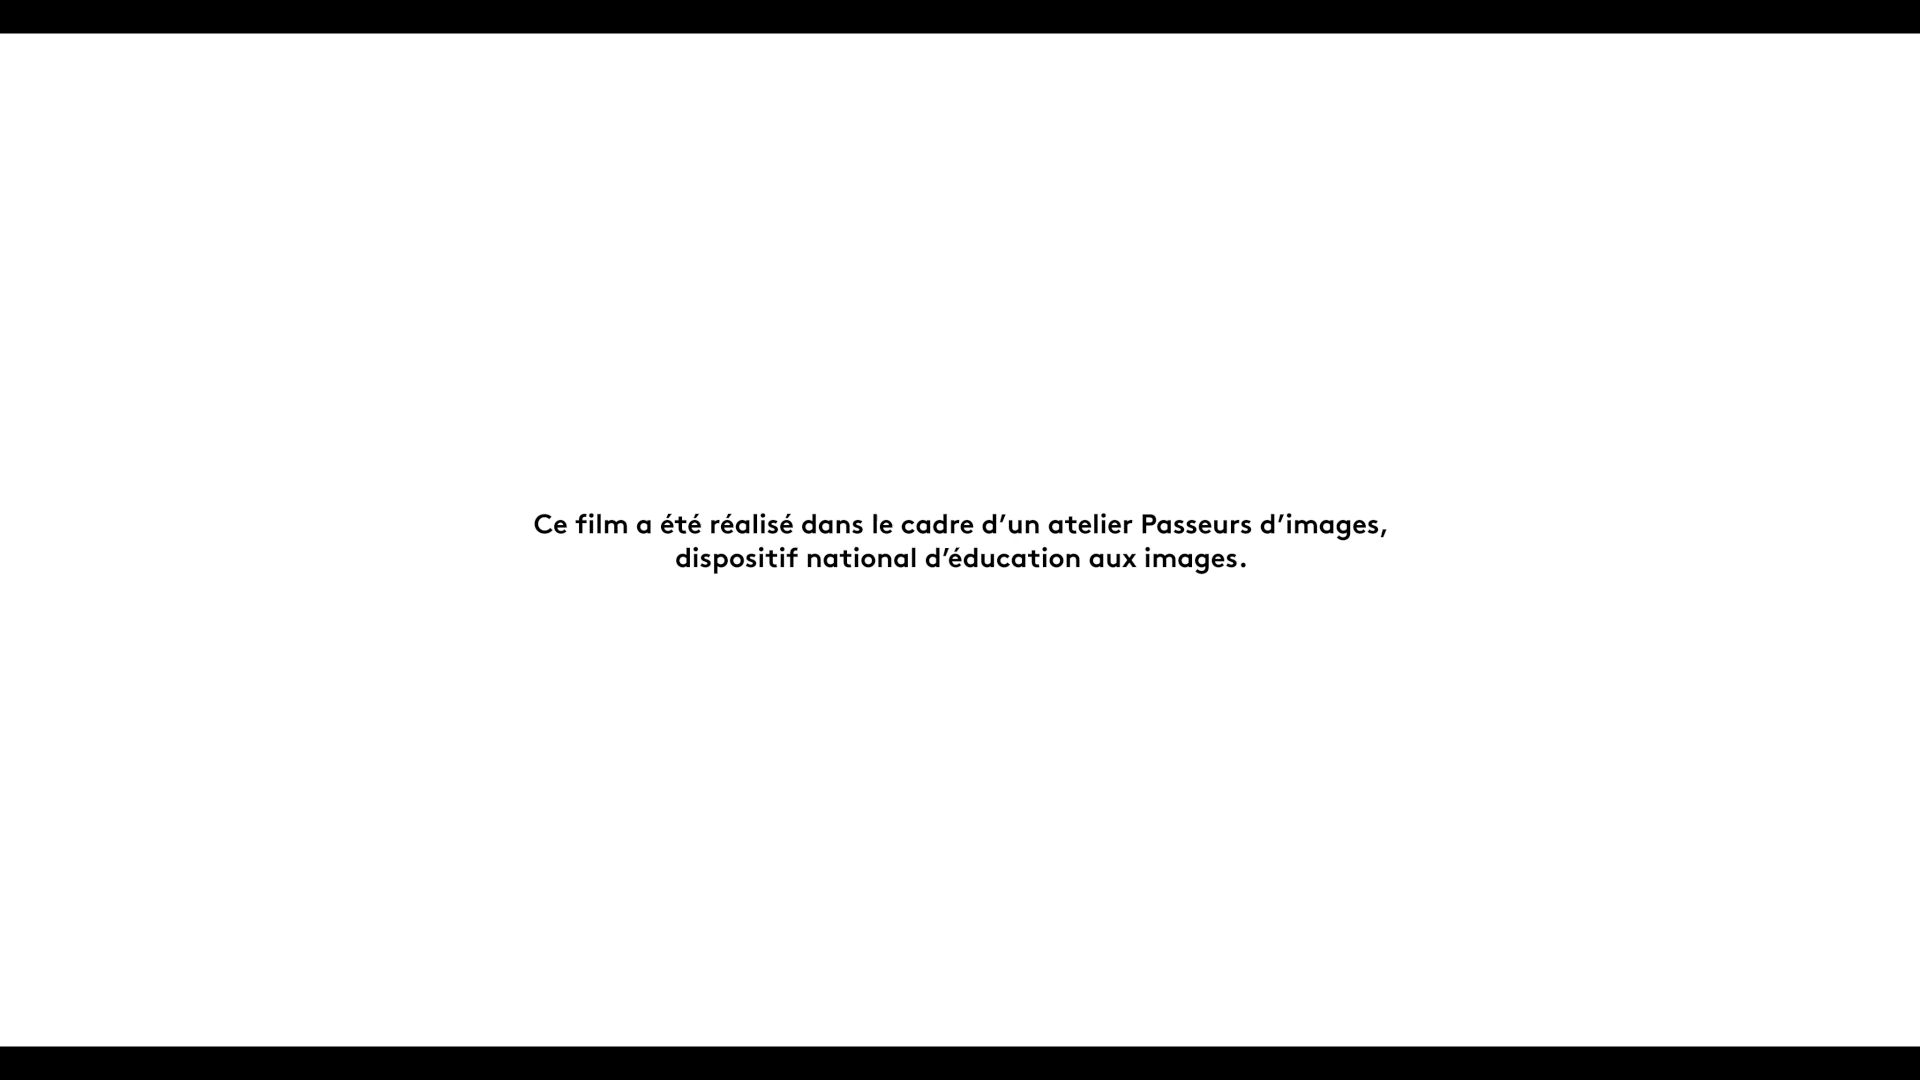 Ce film a été réalisé dans le cadre d’un atelier Passeurs d’images,
dispositif national d’éducation aux images.